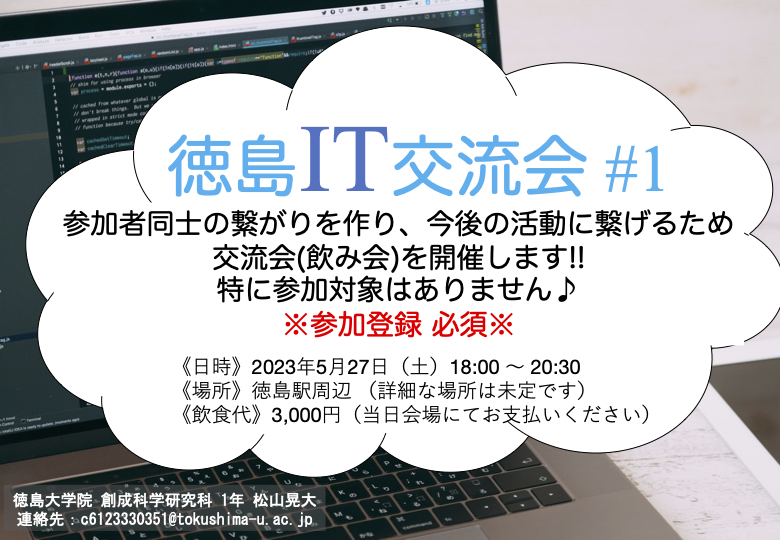 徳島IT交流会 #1
参加者同士の繋がりを作り、今後の活動に繋げるため
交流会(飲み会)を開催します!!
特に参加対象はありません♪
※参加登録 必須※
《日時》2023年5月27日（土）18:00 〜 20:30
《場所》徳島駅周辺 （詳細な場所は未定です）
《飲食代》3,000円（当日会場にてお支払いください）
徳島大学院 創成科学研究科 1年 松山晃大
連絡先：c6123330351@tokushima-u.ac.jp